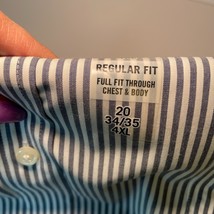 REGULAR FIT
FULL FIT THROUGH
CHEST & BODY
20
34/35
4XL